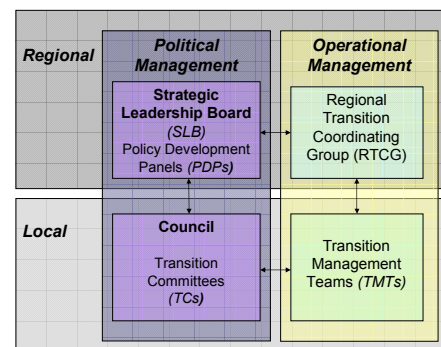 Political
Management
Operational
Management
Regional
Strategic
Leadership Board
(SLB)
Policy Development
Panels (PDPs)
Regional
Transition
Coordinating
Group (RTCG)
Local
Council
Transition
Committees
(TCs)
Transition
Management
Teams (TMTs)